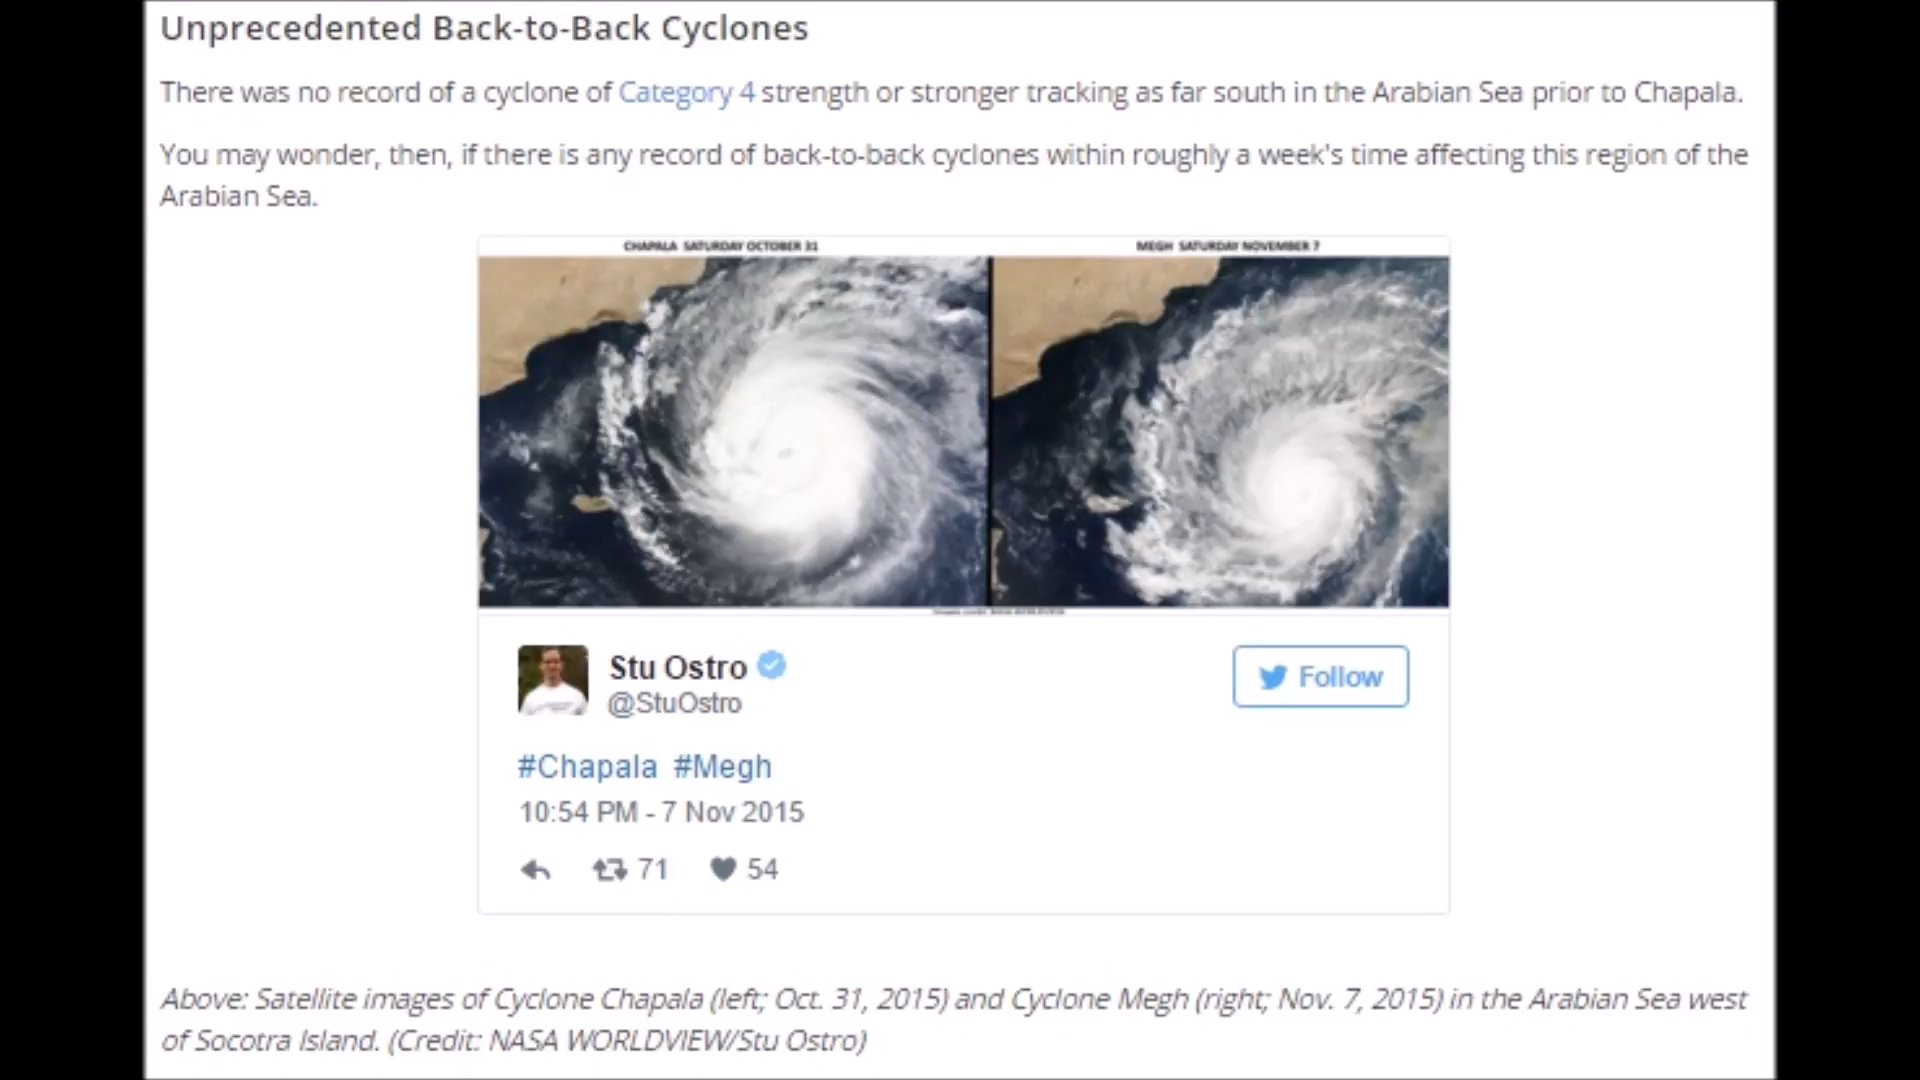 Unprecedented Back-to-Back Cyclones
There was no record of a cyclone of Category 4 strength or stronger tracking as far south in the Arabian Sea prior to Chapala.
You may wonder, then, if there is any record of back-to-back cyclones within roughly a week's time affecting this region of the
Arabian Sea.
CHAPALA SATURDAY OCTOBER 31
MEGH SATURDAY NOVEMBER 7
Images credit: NASA WORLDVIEW
Stu Ostro
@StuOstro
Follow
#Chapala #Megh
10:54 PM - 7 Nov 2015
71 54
Above: Satellite images of Cyclone Chapala (left; Oct. 31, 2015) and Cyclone Megh (right; Nov. 7, 2015) in the Arabian Sea west
of Socotra Island. (Credit: NASA WORLDVIEW/Stu Ostro)